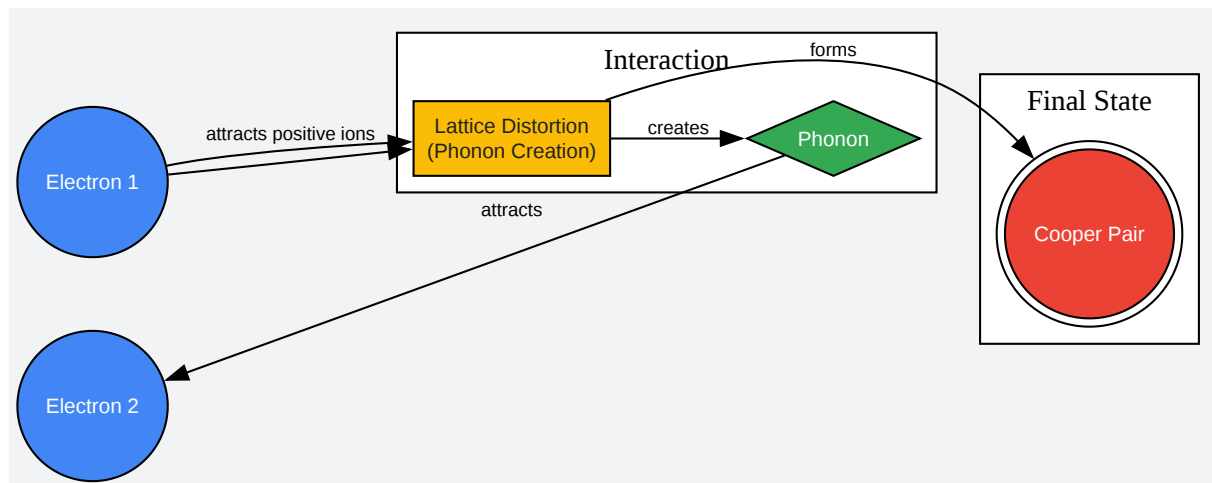 Interaction
forms
Final State
attracts positive ions
Lattice Distortion
(Phonon Creation)
creates
Phonon
Electron 1
attracts
Cooper Pair
Electron 2